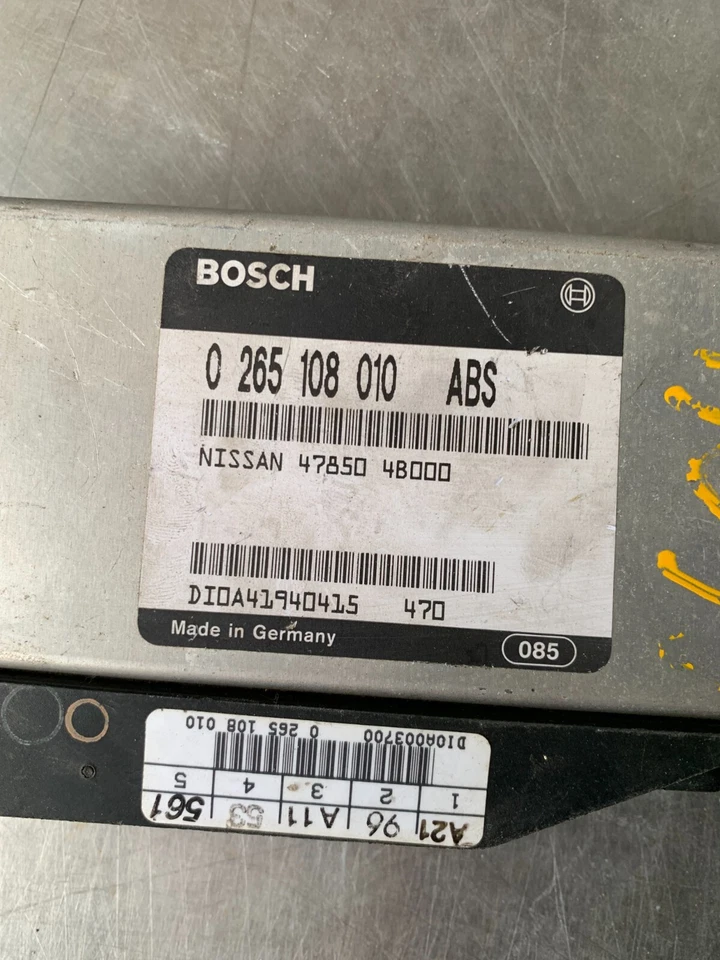 BOSCH
0 265 108 010 ABS
NISSAN 47850 4B000
DIOA41940415 470
Made in Germany
085
DIOA003700 0 265 108 010
1 2 3 4 5
A21 96 A11 53 561